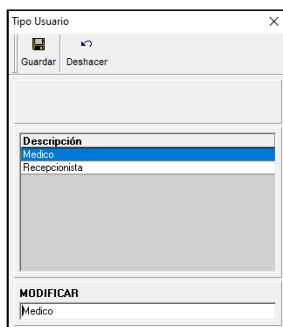 Tipo Usuario
Guardar Deshacer
Descripción
Medico
Recepcionista
MODIFICAR
Medico